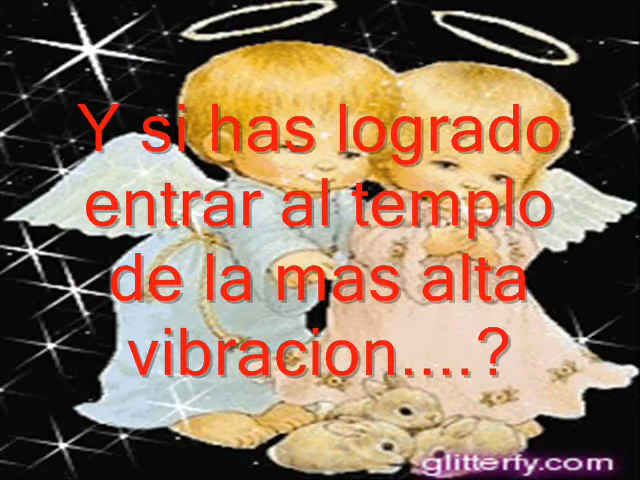 Y si has logrado
entrar al templo
de la mas alta
vibracion....?
glitterfy.com